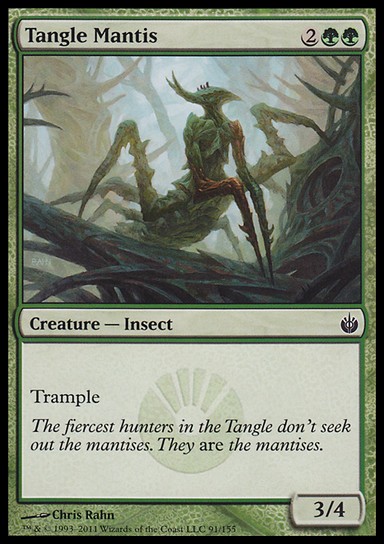 Tangle Mantis 2
Creature — Insect
Trample
The fiercest hunters in the Tangle don't seek
out the mantises. They are the mantises.
Chris Rahn
™ & © 1993–2011 Wizards of the Coast LLC 91/155
3/4